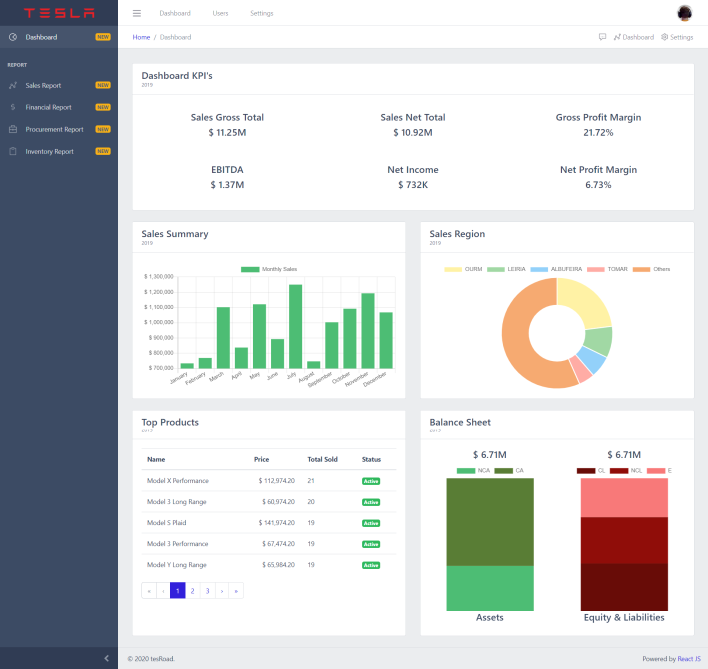 TESLA
Dashboard Users Settings
Dashboard NEW
Home / Dashboard
Dashboard Settings
REPORT
Sales Report NEW
Financial Report NEW
Procurement Report NEW
Inventory Report NEW
Dashboard KPI's
2019
Sales Gross Total Sales Net Total Gross Profit Margin
$ 11.25M $ 10.92M 21.72%
EBITDA Net Income Net Profit Margin
$ 1.37M $ 732K 6.73%
Sales Summary
2019
Monthly Sales
$ 1,300,000
$ 1,200,000
$ 1,100,000
$ 1,000,000
$ 900,000
$ 800,000
$ 700,000
January February March April May June July August September October November December
Sales Region
2019
OURM LEIRIA ALBUFEIRA TOMAR Others
Top Products
2019
Name Price Total Sold Status
Model X Performance $ 112,974.20 21 Active
Model 3 Long Range $ 60,974.20 20 Active
Model S Plaid $ 141,974.20 19 Active
Model 3 Performance $ 67,474.20 19 Active
Model Y Long Range $ 65,984.20 19 Active
« ‹ 1 2 3 › »
Balance Sheet
2019
$ 6.71M $ 6.71M
NCA CA CL NCL E
Assets Equity & Liabilities
© 2020 tesRoad.
Powered by React JS